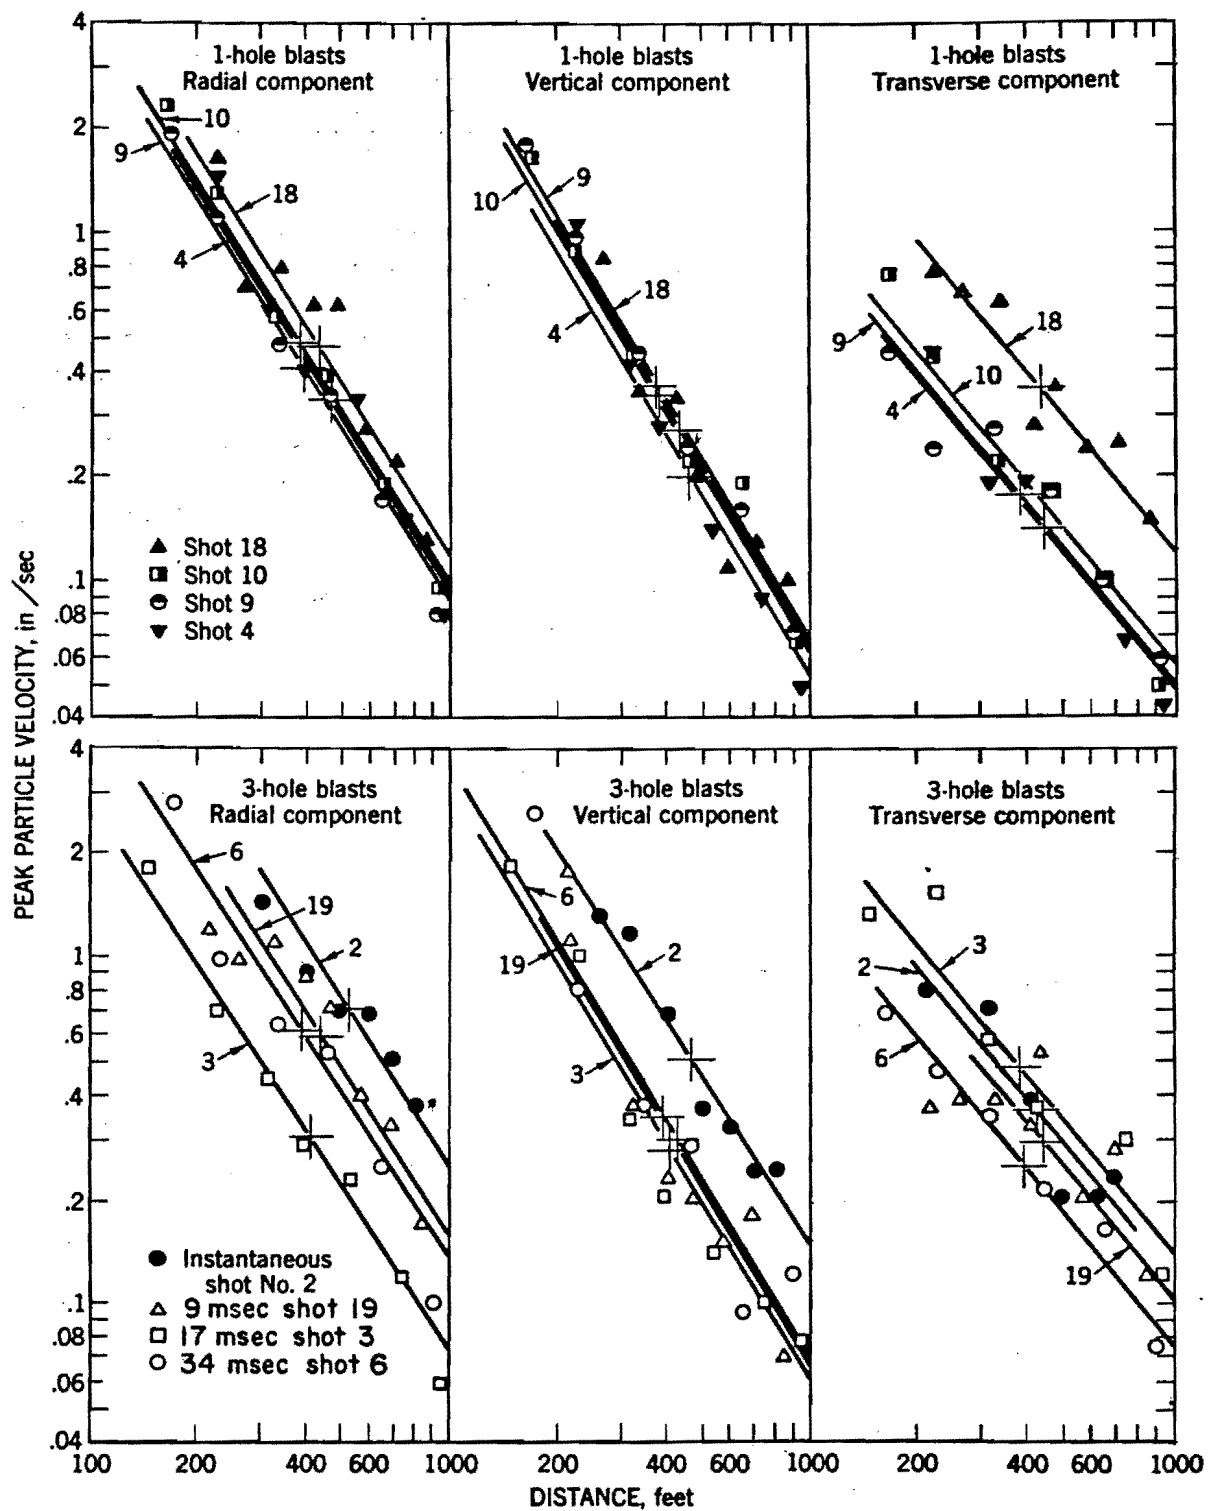 4
2
1
.8
.6
.4
.2
.1
.08
.06
.04
1-hole blasts
Radial component
10
9
18
4
▲ Shot 18
Shot 10
Shot 9
▼ Shot 4
1-hole blasts
Vertical component
9
10
18
4
1-hole blasts
Transverse component
18
9
10
4
PEAK PARTICLE VELOCITY, in/sec
4
2
1
.8
.6
.4
.2
.1
.08
.06
.04
3-hole blasts
Radial component
6
19
2
3
● Instantaneous
shot No. 2
△ 9 msec shot 19
□ 17 msec shot 3
○ 34 msec shot 6
3-hole blasts
Vertical component
6
19
2
3
3-hole blasts
Transverse component
3
2
6
19
100 200 400 600 1000 200 400 600 1000 200 400 600 1000
DISTANCE, feet